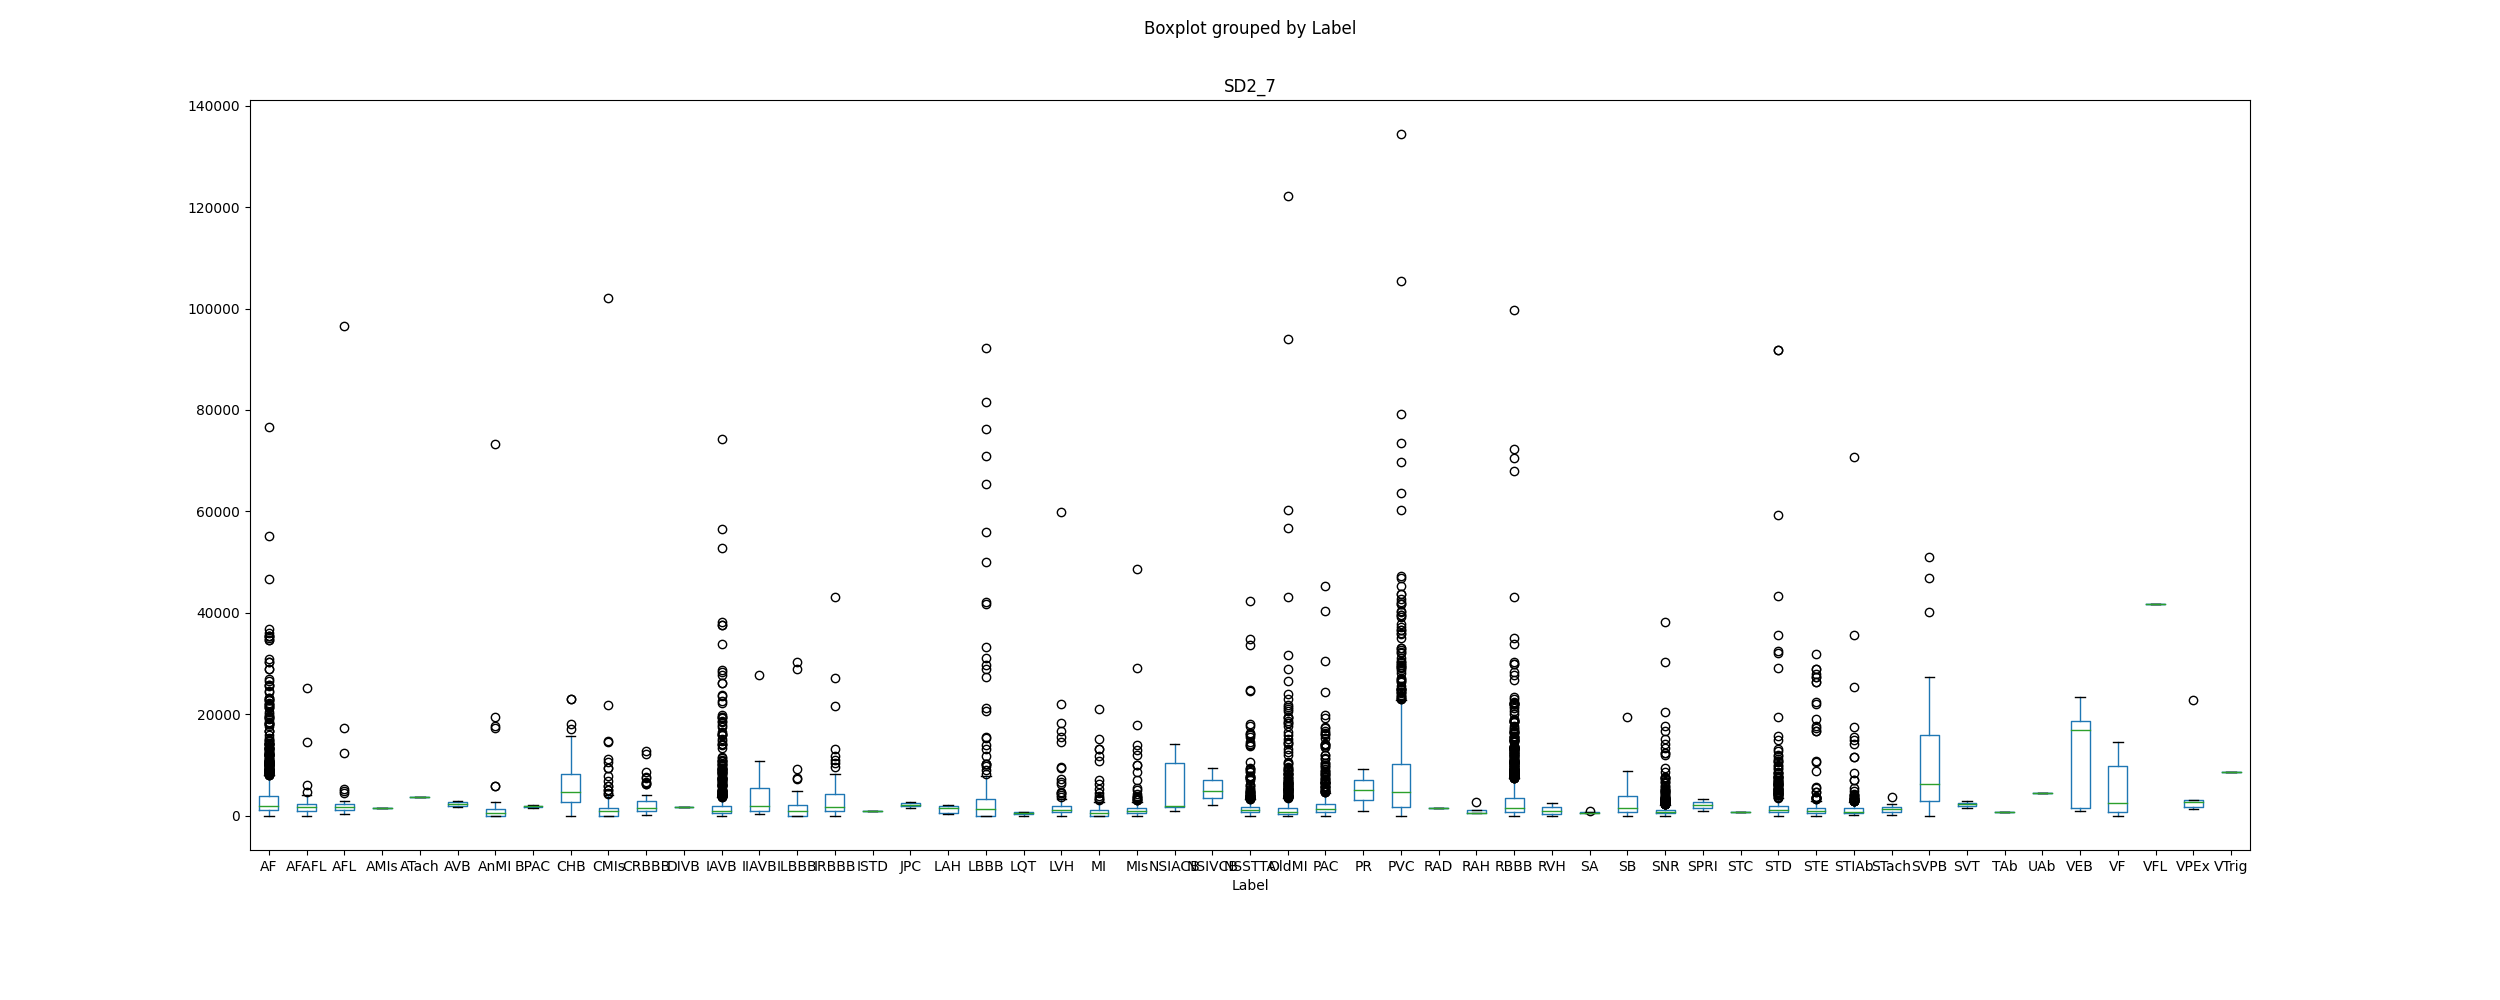 Boxplot grouped by Label
SD2_7
140000
120000
100000
80000
60000
40000
20000
0
AF AFAFL AFL AMIs ATach AVB AnMI BPAC CHB CMIs CRBBB DIVB IAVB IIAVB ILBBB IRBBB ISTD JPC LAH LBBB LQT LVH MI MIs NSIACB NSIVCB NSSTTA OldMI PAC PR PVC RAD RAH RBBB RVH SA SB SNR SPRI STC STD STE STIAb STach SVPB SVT TAb UAb VEB VF VFL VPEx VTrig
Label